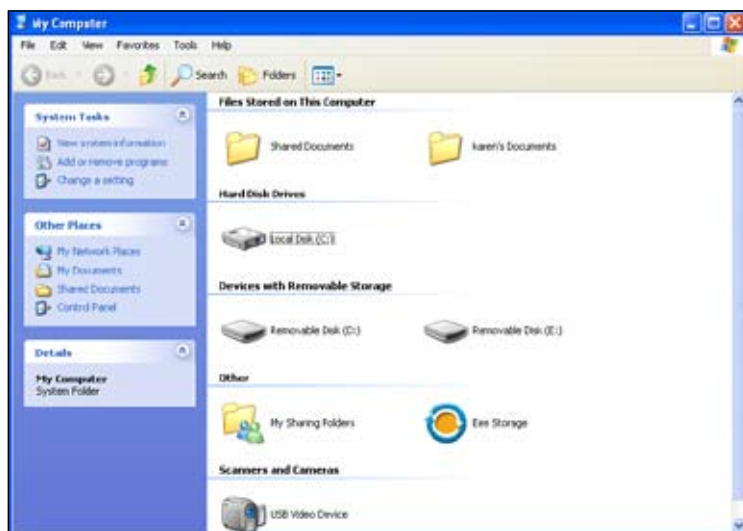 My Computer
File Edit View Favorites Tools Help
Back Search Folders
System Tasks
View system information
Add or remove programs
Change a setting
Other Places
My Network Places
My Documents
Shared Documents
Control Panel
Details
My Computer
System Folder
Files Stored on This Computer
Shared Documents karen's Documents
Hard Disk Drives
Local Disk (C:)
Devices with Removable Storage
Removable Disk (D:) Removable Disk (E:)
Other
My Sharing Folders Eee Storage
Scanners and Cameras
USB Video Device